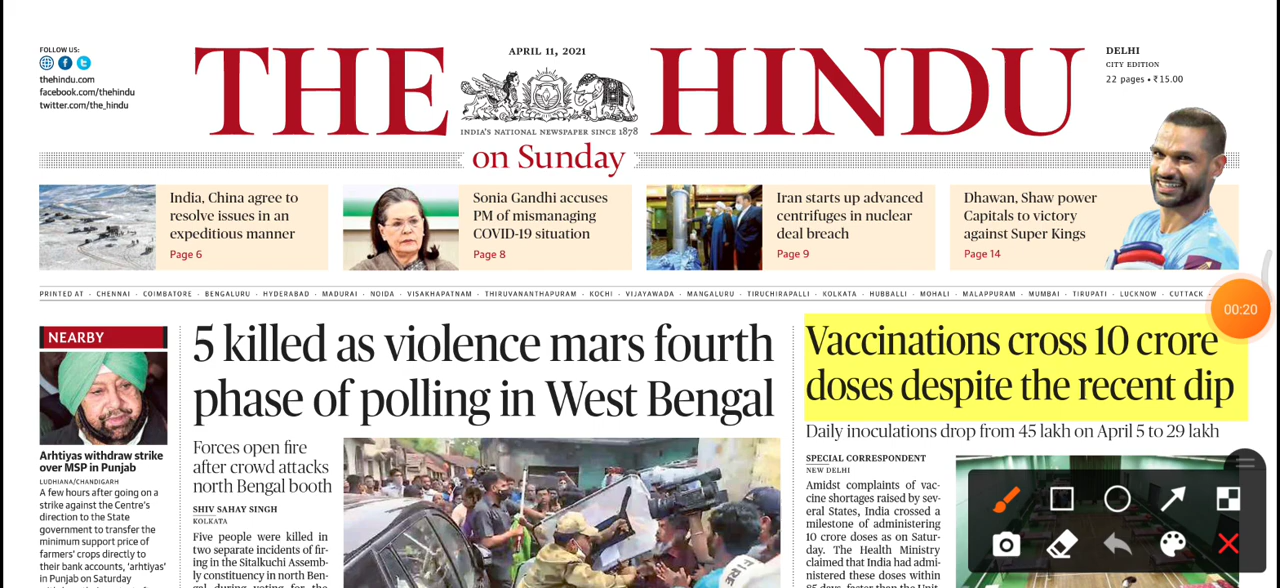 FOLLOW US:
thehindu.com
facebook.com/thehindu
twitter.com/the_hindu
THE HINDU
APRIL 11, 2021
INDIA'S NATIONAL NEWSPAPER SINCE 1878
on Sunday
DELHI
CITY EDITION
22 pages • ₹15.00
India, China agree to
resolve issues in an
expeditious manner
Page 6
Sonia Gandhi accuses
PM of mismanaging
COVID-19 situation
Page 8
Iran starts up advanced
centrifuges in nuclear
deal breach
Page 9
Dhawan, Shaw power
Capitals to victory
against Super Kings
Page 14
PRINTED AT · CHENNAI · COIMBATORE · BENGALURU · HYDERABAD · MADURAI · NOIDA · VISAKHAPATNAM · THIRUVANANTHAPURAM · KOCHI · VIJAYAWADA · MANGALURU · TIRUCHIRAPALLI · KOLKATA · HUBBALLI · MOHALI · MALAPPURAM · MUMBAI · TIRUPATI · LUCKNOW · CUTTACK ·
00:20
NEARBY
Arhtiyas withdraw strike
over MSP in Punjab
LUDHIANA/CHANDIGARH
A few hours after going on a
strike against the Centre's
direction to the State
government to transfer the
minimum support price of
farmers' crops directly to
their bank accounts, 'arhtiyas'
in Punjab on Saturday
5 killed as violence mars fourth
phase of polling in West Bengal
Forces open fire
after crowd attacks
north Bengal booth
SHIV SAHAY SINGH
KOLKATA
Five people were killed in
two separate incidents of fir-
ing in the Sitalkuchi Assemb-
ly constituency in north Ben-
gal during voting for the
Vaccinations cross 10 crore
doses despite the recent dip
Daily inoculations drop from 45 lakh on April 5 to 29 lakh
SPECIAL CORRESPONDENT
NEW DELHI
Amidst complaints of vac-
cine shortages raised by sev-
eral States, India crossed a
milestone of administering
10 crore doses as on Satur-
day. The Health Ministry
claimed that India had admi-
nistered these doses within